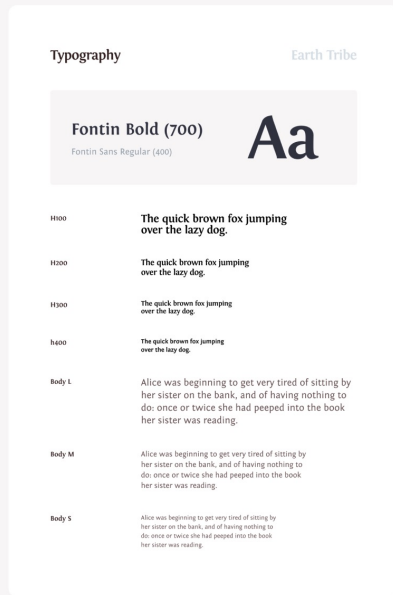 Typography
Earth Tribe
Fontin Bold (700)
Fontin Sans Regular (400)
Aa
H100
The quick brown fox jumping
over the lazy dog.
H200
The quick brown fox jumping
over the lazy dog.
H300
The quick brown fox jumping
over the lazy dog.
h400
The quick brown fox jumping
over the lazy dog.
Body L
Alice was beginning to get very tired of sitting by
her sister on the bank, and of having nothing to
do: once or twice she had peeped into the book
her sister was reading.
Body M
Alice was beginning to get very tired of sitting by
her sister on the bank, and of having nothing to
do: once or twice she had peeped into the book
her sister was reading.
Body S
Alice was beginning to get very tired of sitting by
her sister on the bank, and of having nothing to
do: once or twice she had peeped into the book
her sister was reading.